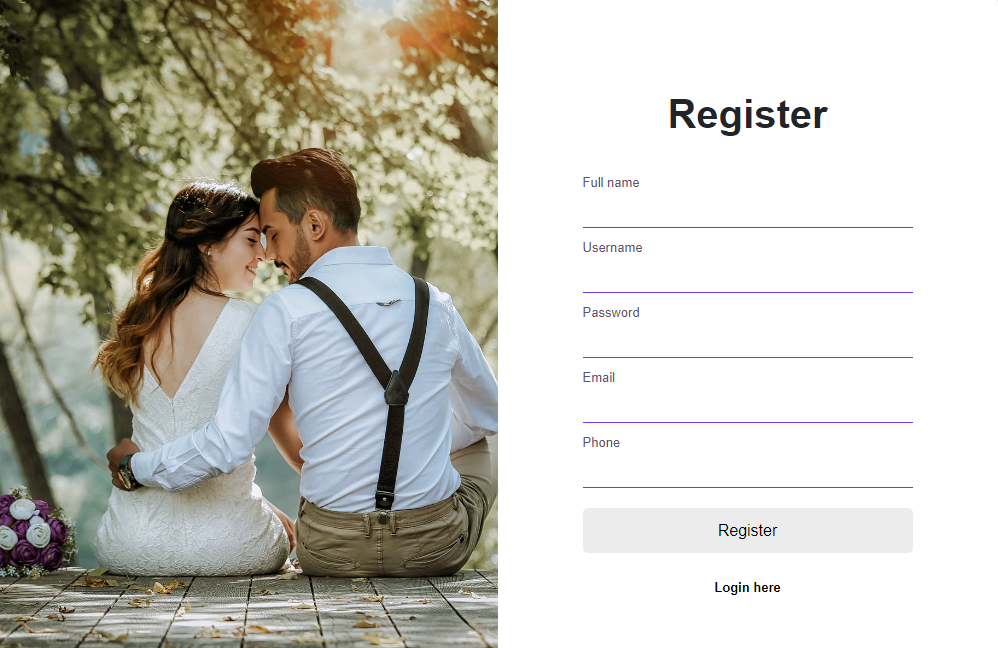 Register
Full name
Username
Password
Email
Phone
Register
Login here